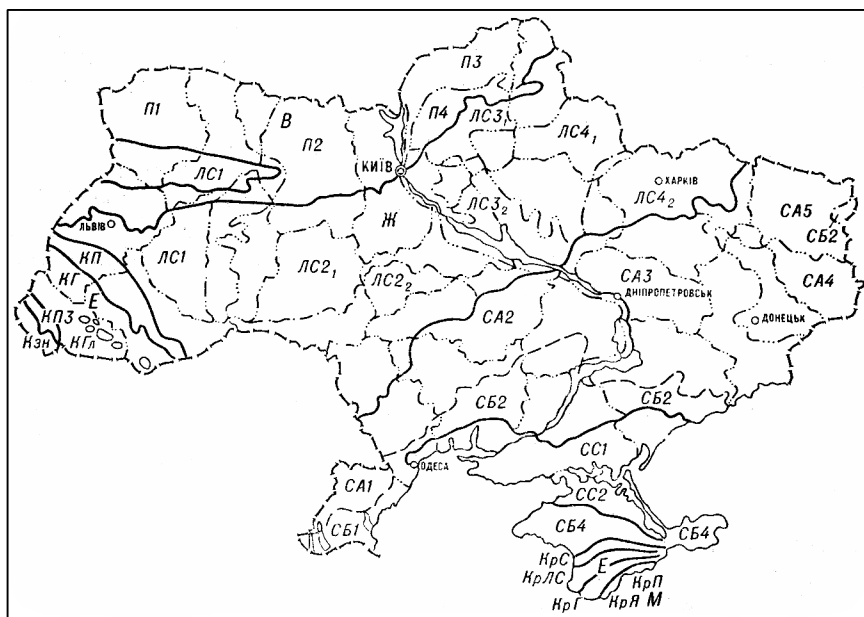 П3
П1
В
П2
П4
ЛС3₁
ЛС4₁
ЛС1
КИЇВ
ХАРКІВ
ЛС4₂
СА5
СБ2
ЛС3₂
Ж
ЛЬВІВ
КП
ЛС1
ЛС2₁
ЛС2₂
СА3
СА4
КГ
Е
КПЗ
Кзн
КГл
СА2
ДНІПРОПЕТРОВСЬК
ДОНЕЦЬК
СБ2
СБ2
ОДЕСА
СС1
СА1
СС2
СБ1
СБ4
СБ4
КрС
КрЛС
Е
КрГ
КрП
КрЯ М